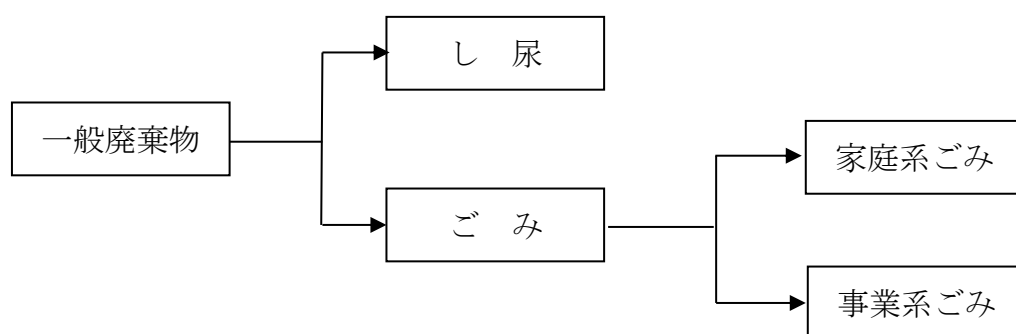 し 尿
一般廃棄物
家庭系ごみ
ご み
事業系ごみ